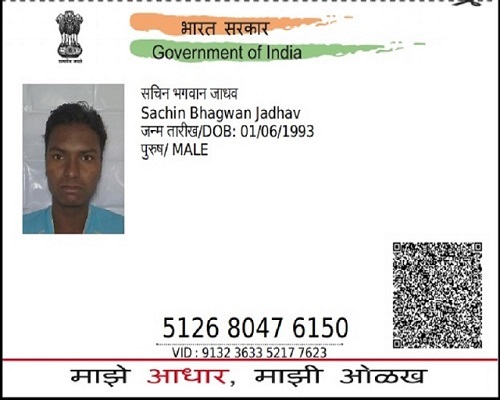 भारत सरकार
Government of India
सत्यमेव जयते
सचिन भगवान जाधव
Sachin Bhagwan Jadhav
जन्म तारीख/DOB: 01/06/1993
पुरुष/ MALE
5126 8047 6150
VID : 9132 3633 5217 7623
माझे आधार, माझी ओळख